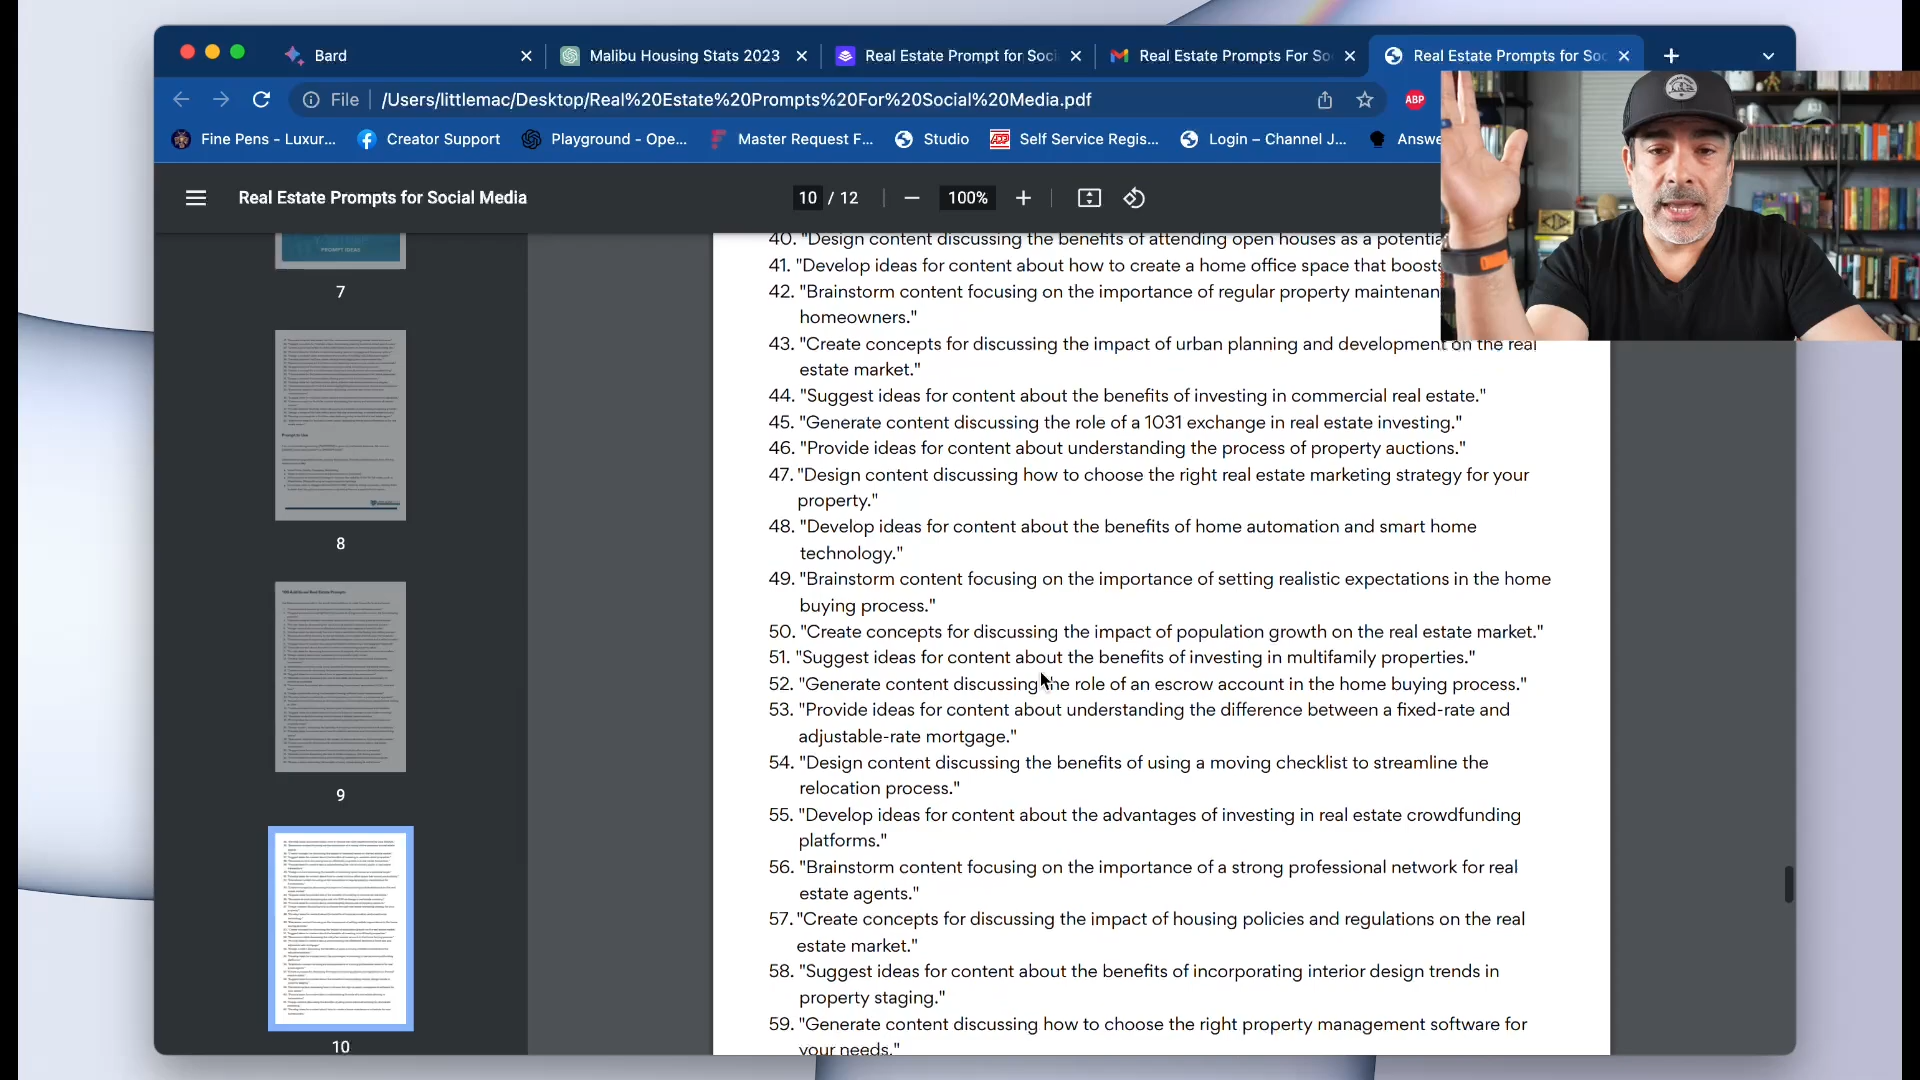 Bard
Malibu Housing Stats 2023
Real Estate Prompt for Soc
Real Estate Prompts For So
Real Estate Prompts for Soc
File
/Users/littlemac/Desktop/Real%20Estate%20Prompts%20For%20Social%20Media.pdf
ABP
Fine Pens - Luxur...
Creator Support
Playground - Ope...
Master Request F...
Studio
ADP
Self Service Regis...
Login – Channel J...
Answe
Real Estate Prompts for Social Media
10 / 12
100%
PROMPT IDEAS
7
8
9
10
40. "Design content discussing the benefits of attending open houses as a potentia
41. "Develop ideas for content about how to create a home office space that boosts
42. "Brainstorm content focusing on the importance of regular property maintenan
homeowners."
43. "Create concepts for discussing the impact of urban planning and development on the real
estate market."
44. "Suggest ideas for content about the benefits of investing in commercial real estate."
45. "Generate content discussing the role of a 1031 exchange in real estate investing."
46. "Provide ideas for content about understanding the process of property auctions."
47. "Design content discussing how to choose the right real estate marketing strategy for your
property."
48. "Develop ideas for content about the benefits of home automation and smart home
technology."
49. "Brainstorm content focusing on the importance of setting realistic expectations in the home
buying process."
50. "Create concepts for discussing the impact of population growth on the real estate market."
51. "Suggest ideas for content about the benefits of investing in multifamily properties."
52. "Generate content discussing the role of an escrow account in the home buying process."
53. "Provide ideas for content about understanding the difference between a fixed-rate and
adjustable-rate mortgage."
54. "Design content discussing the benefits of using a moving checklist to streamline the
relocation process."
55. "Develop ideas for content about the advantages of investing in real estate crowdfunding
platforms."
56. "Brainstorm content focusing on the importance of a strong professional network for real
estate agents."
57. "Create concepts for discussing the impact of housing policies and regulations on the real
estate market."
58. "Suggest ideas for content about the benefits of incorporating interior design trends in
property staging."
59. "Generate content discussing how to choose the right property management software for
your needs."